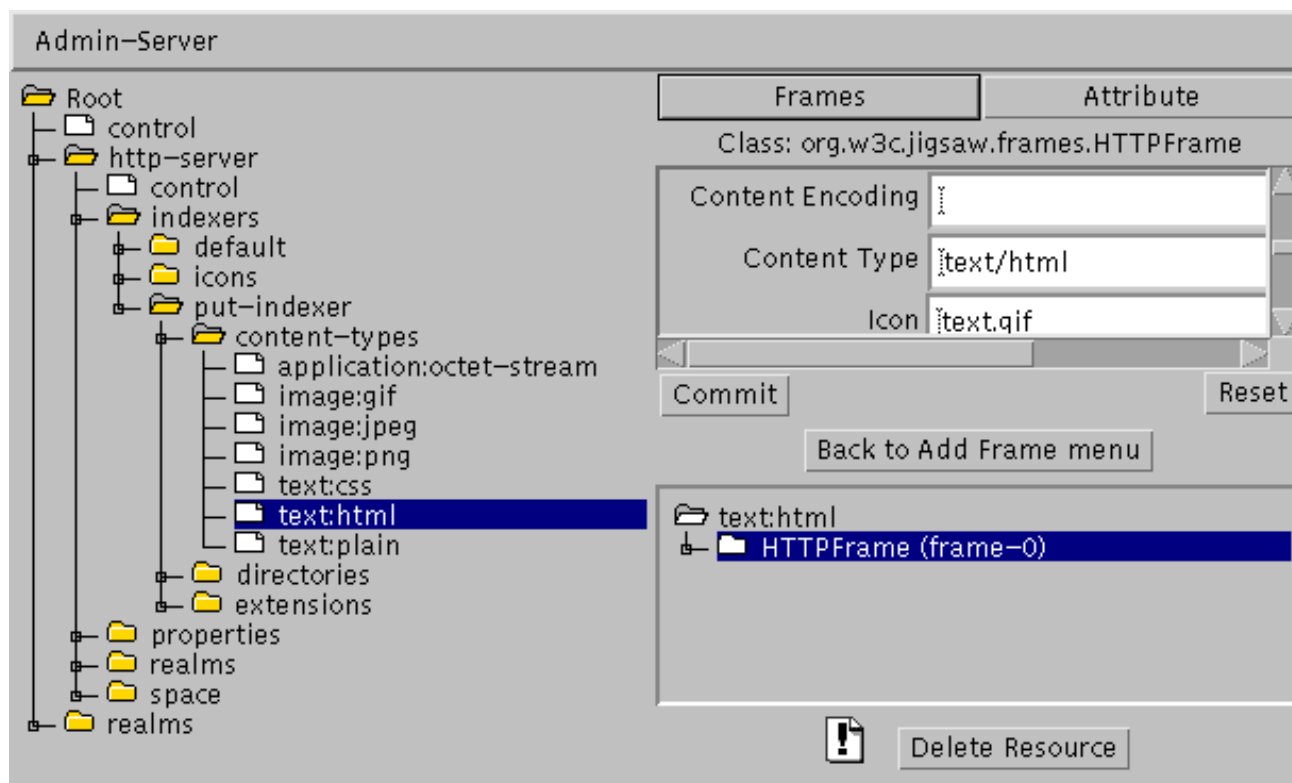 Admin-Server
Root
control
http-server
control
indexers
default
icons
put-indexer
content-types
application:octet-stream
image:gif
image:jpeg
image:png
text:css
text:html
text:plain
directories
extensions
properties
realms
space
realms
Frames Attribute
Class: org.w3c.jigsaw.frames.HTTPFrame
Content Encoding
Content Type text/html
Icon text.gif
Commit Reset
Back to Add Frame menu
text:html
HTTPFrame (frame-0)
Delete Resource